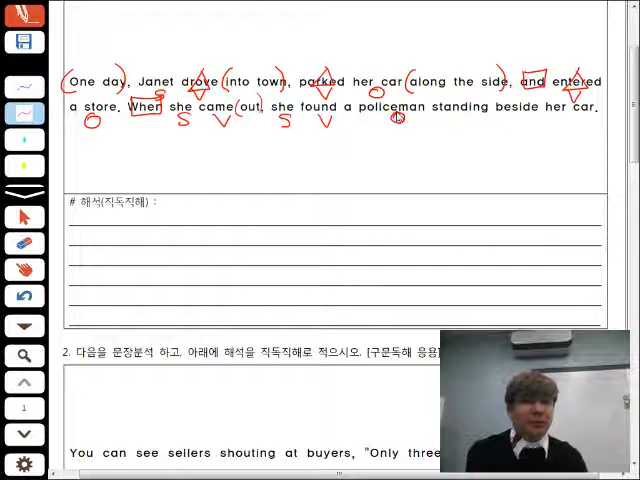 One day, Janet drove into town, parked her car along the side, and entered
S
O
a store. When she came out, she found a policeman standing beside her car.
O S V S V O
# 해석(직독직해) :
2. 다음을 문장분석 하고, 아래에 해석을 직독직해로 적으시오. [구문독해 응용]
1
You can see sellers shouting at buyers, "Only three